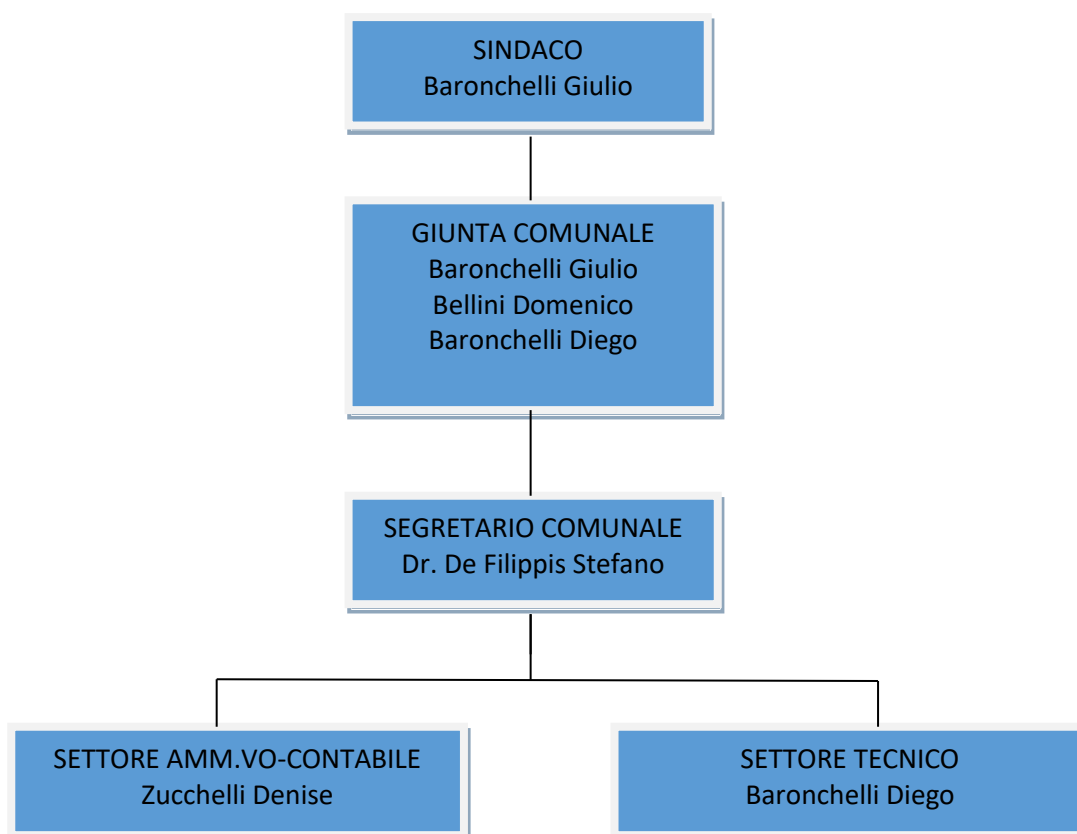 SINDACO
Baronchelli Giulio
GIUNTA COMUNALE
Baronchelli Giulio
Bellini Domenico
Baronchelli Diego
SEGRETARIO COMUNALE
Dr. De Filippis Stefano
SETTORE AMM.VO-CONTABILE
Zucchelli Denise
SETTORE TECNICO
Baronchelli Diego